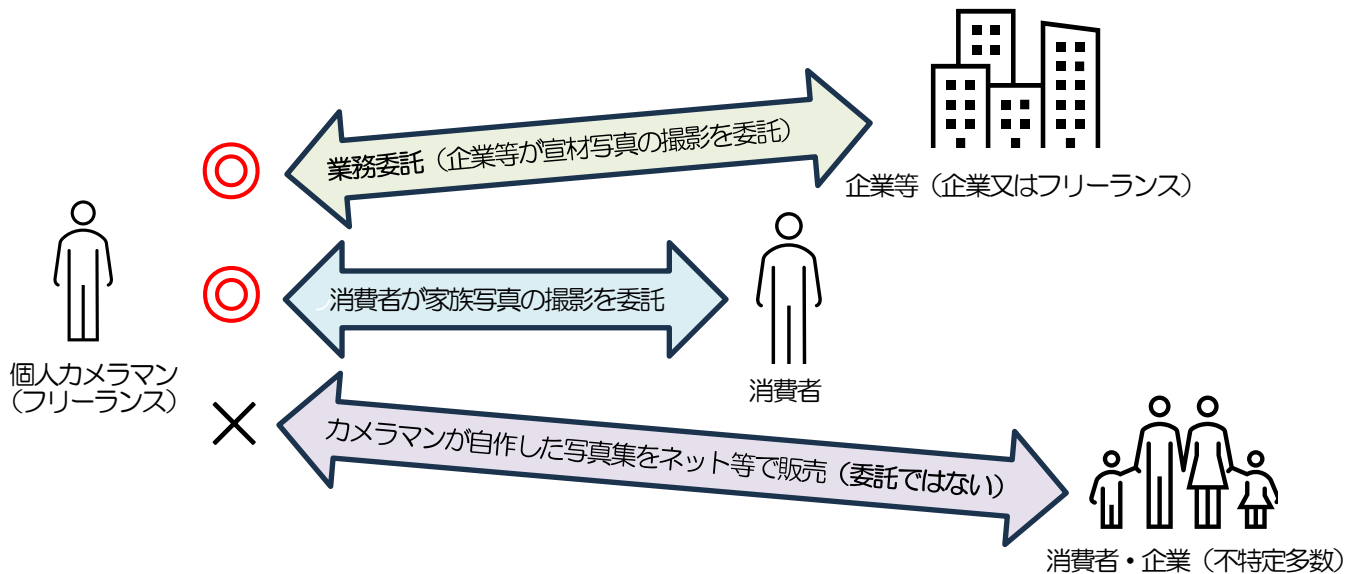 業務委託（企業等が宣材写真の撮影を委託）
企業等（企業又はフリーランス）
消費者が家族写真の撮影を委託
個人カメラマン
（フリーランス）
消費者
カメラマンが自作した写真集をネット等で販売（委託ではない）
消費者・企業（不特定多数）